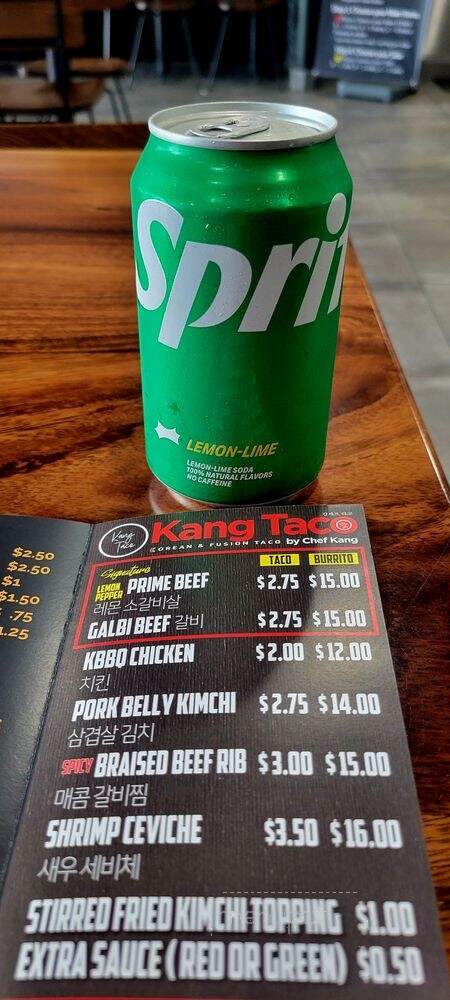 Sprit
LEMON-LIME
LEMON-LIME SODA
100% NATURAL FLAVORS
NO CAFFEINE
Kang Taco
Kang Taco
KOREAN & FUSION TACO by Chef Kang
Signature
TACO BURRITO
LEMON PEPPER PRIME BEEF $2.75 $15.00
레몬 소갈비살
GALBI BEEF 갈비 $2.75 $15.00
KBBQ CHICKEN $2.00 $12.00
치킨
PORK BELLY KIMCHI $2.75 $14.00
삼겹살 김치
SPICY BRAISED BEEF RIB $3.00 $15.00
매콤 갈비찜
SHRIMP CEVICHE $3.50 $16.00
새우 세비체
STIRRED FRIED KIMCHI TOPPING $1.00
EXTRA SAUCE (RED OR GREEN) $0.50
$2.50
$2.50
$1
$1.50
.75
1.25